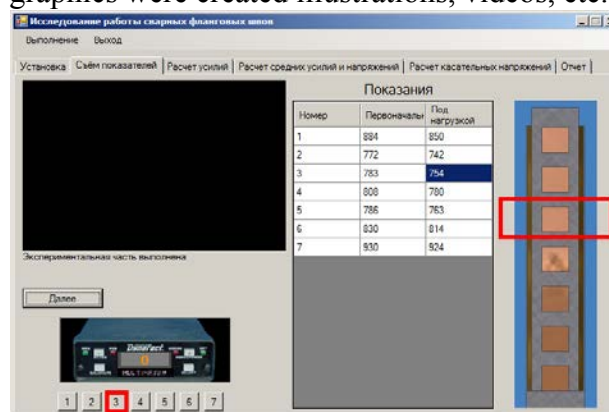 graphics were created illustrations, videos, etc.
Исследование работы сварных фланговых швов
Выполнение Выход
Установка Съём показателей Расчет усилий Расчет средних усилий и напряжений Расчет касательных напряжений Отчет
Показания
Номер Первоначальн Под нагрузкой
1 884 850
2 772 742
3 783 754
4 808 780
5 786 763
6 830 814
7 930 924
Экспериментальная часть выполнена
Далее
0
1 2 3 4 5 6 7